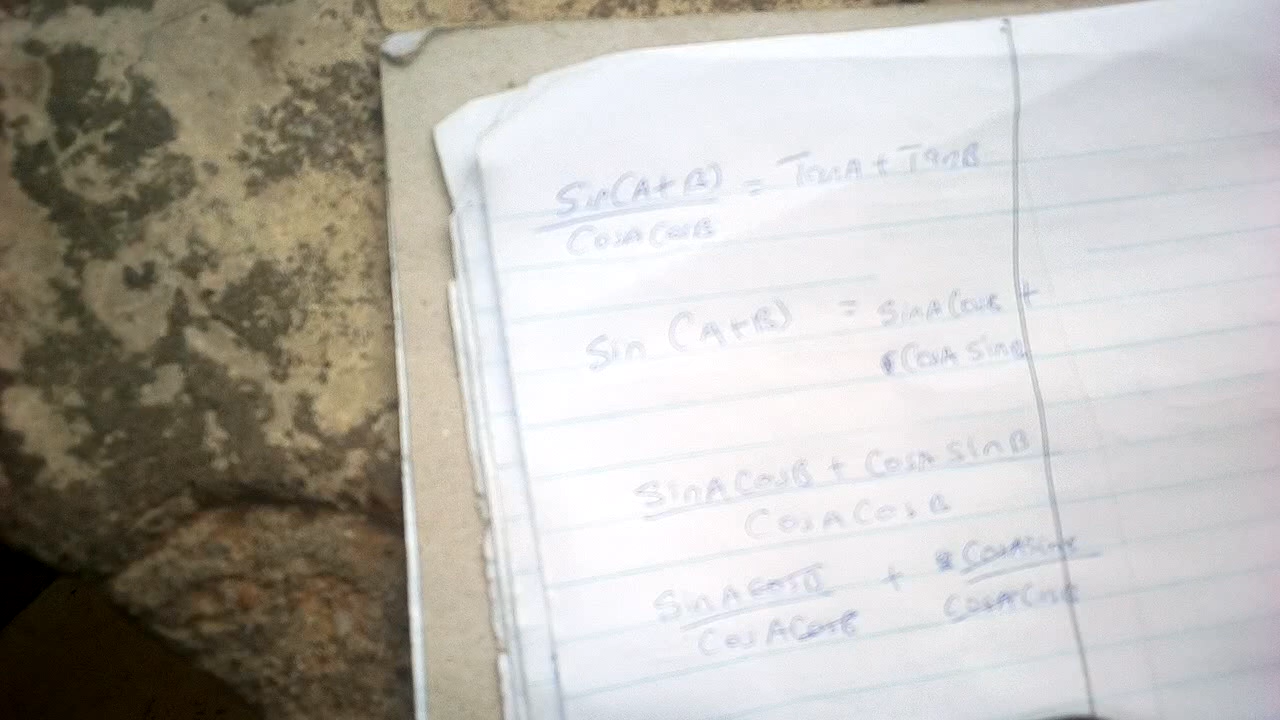 Sin(A+B) = TanA + TanB
CosA CosB
Sin (A+B) = SinA CosB +
CosA SinB
SinA CosB + CosA SinB
CosA CosB
SinA CosB + CosA SinB
CosA CosB CosA CosB